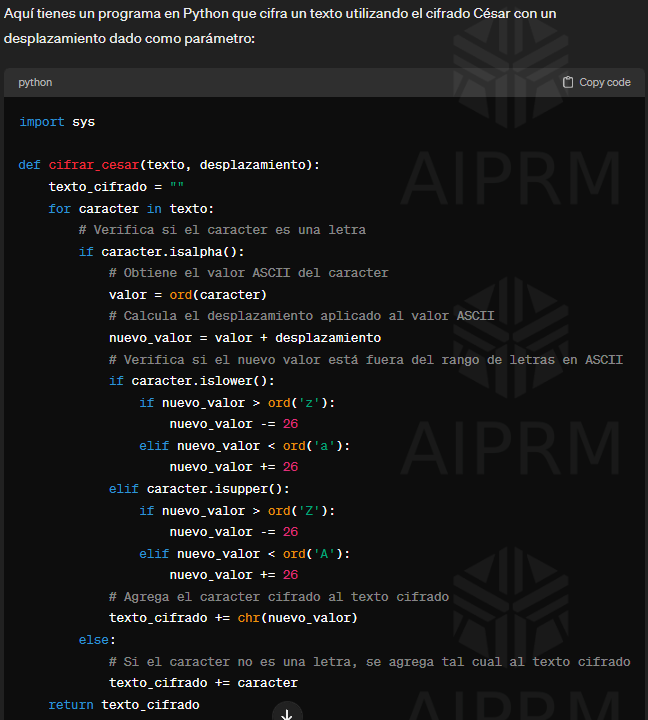 Aquí tienes un programa en Python que cifra un texto utilizando el cifrado César con un
desplazamiento dado como parámetro:
python
Copy code
import sys
def cifrar_cesar(texto, desplazamiento):
    texto_cifrado = ""
    for caracter in texto:
        # Verifica si el caracter es una letra
        if caracter.isalpha():
            # Obtiene el valor ASCII del caracter
            valor = ord(caracter)
            # Calcula el desplazamiento aplicado al valor ASCII
            nuevo_valor = valor + desplazamiento
            # Verifica si el nuevo valor está fuera del rango de letras en ASCII
            if caracter.islower():
                if nuevo_valor > ord('z'):
                    nuevo_valor -= 26
                elif nuevo_valor < ord('a'):
                    nuevo_valor += 26
            elif caracter.isupper():
                if nuevo_valor > ord('Z'):
                    nuevo_valor -= 26
                elif nuevo_valor < ord('A'):
                    nuevo_valor += 26
            # Agrega el caracter cifrado al texto cifrado
            texto_cifrado += chr(nuevo_valor)
        else:
            # Si el caracter no es una letra, se agrega tal cual al texto cifrado
            texto_cifrado += caracter
    return texto_cifrado
AIPRM
AIPRM
AIPRM